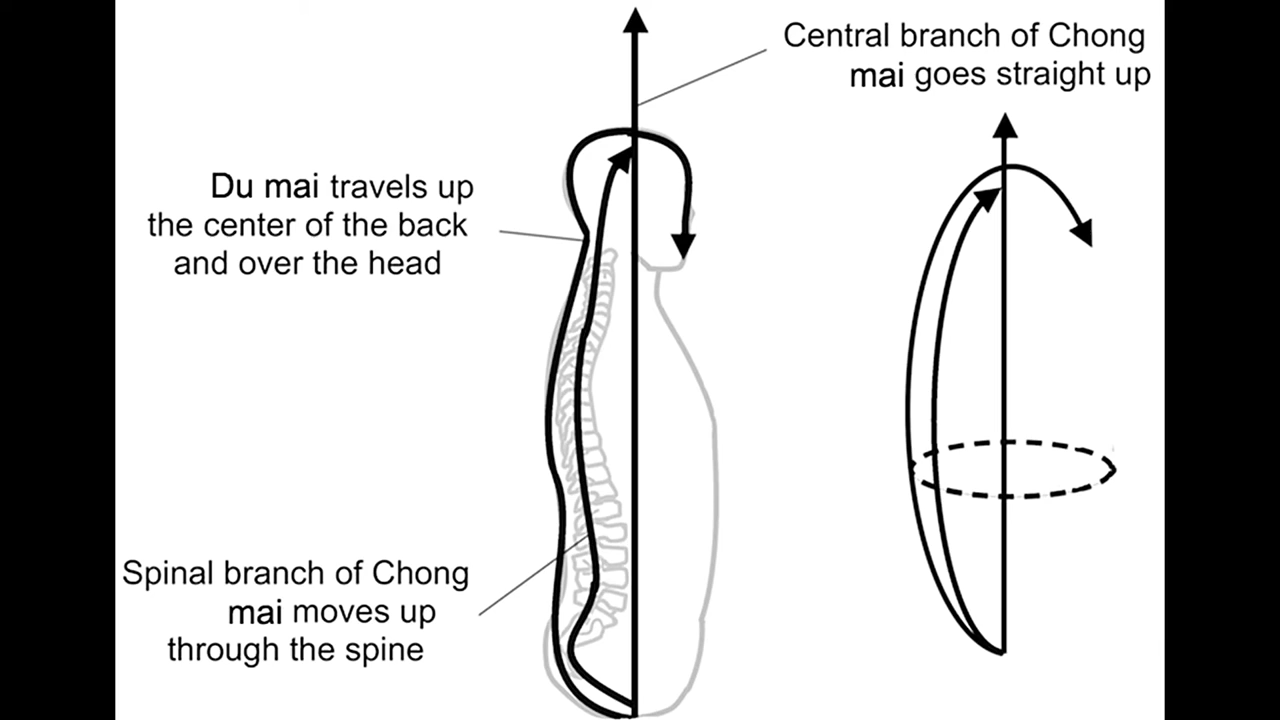 Central branch of Chong
mai goes straight up
Du mai travels up
the center of the back
and over the head
Spinal branch of Chong
mai moves up
through the spine